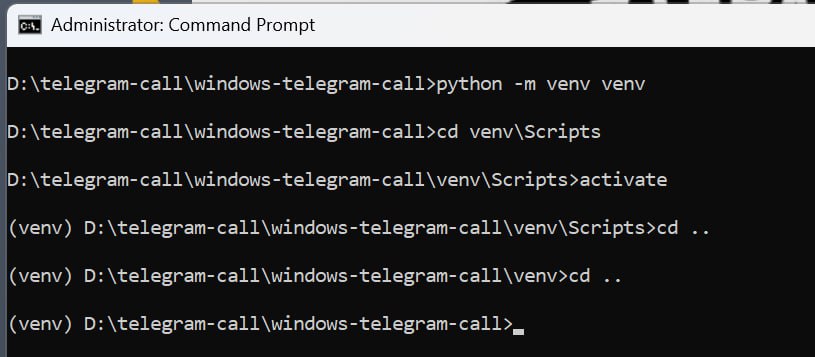 Administrator: Command Prompt
D:\telegram-call\windows-telegram-call>python -m venv venv
D:\telegram-call\windows-telegram-call>cd venv\Scripts
D:\telegram-call\windows-telegram-call\venv\Scripts>activate
(venv) D:\telegram-call\windows-telegram-call\venv\Scripts>cd ..
(venv) D:\telegram-call\windows-telegram-call\venv>cd ..
(venv) D:\telegram-call\windows-telegram-call>